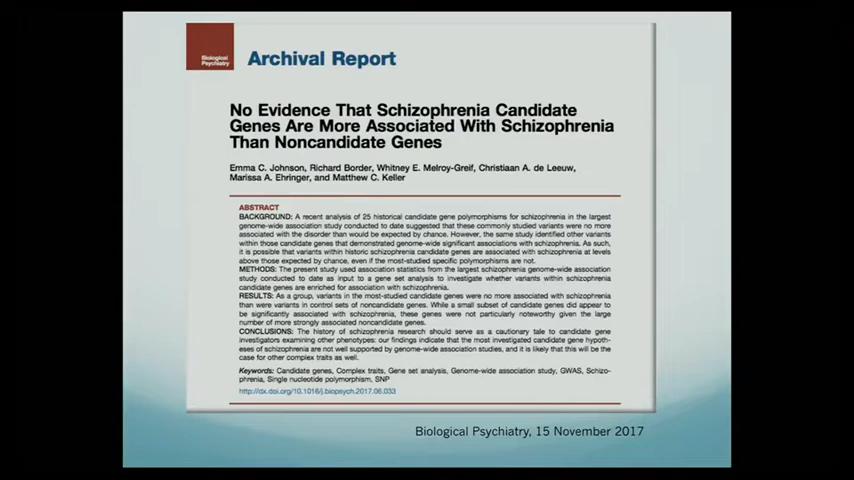 Biological
Psychiatry
Archival Report
No Evidence That Schizophrenia Candidate
Genes Are More Associated With Schizophrenia
Than Noncandidate Genes
Emma C. Johnson, Richard Border, Whitney E. Melroy-Greif, Christiaan A. de Leeuw,
Marissa A. Ehringer, and Matthew C. Keller
ABSTRACT
BACKGROUND: A recent analysis of 25 historical candidate gene polymorphisms for schizophrenia in the largest
genome-wide association study conducted to date suggested that these commonly studied variants were no more
associated with the disorder than would be expected by chance. However, the same study identified other variants
within those candidate genes that demonstrated genome-wide significant associations with schizophrenia. As such,
it is possible that variants within historic schizophrenia candidate genes are associated with schizophrenia at levels
above those expected by chance, even if the most-studied specific polymorphisms are not.
METHODS: The present study used association statistics from the largest schizophrenia genome-wide association
study conducted to date as input to a gene set analysis to investigate whether variants within schizophrenia
candidate genes are enriched for association with schizophrenia.
RESULTS: As a group, variants in the most-studied candidate genes were no more associated with schizophrenia
than were variants in control sets of noncandidate genes. While a small subset of candidate genes did appear to
be significantly associated with schizophrenia, these genes were not particularly noteworthy given the large
number of more strongly associated noncandidate genes.
CONCLUSIONS: The history of schizophrenia research should serve as a cautionary tale to candidate gene
investigators examining other phenotypes: our findings indicate that the most investigated candidate gene hypoth-
eses of schizophrenia are not well supported by genome-wide association studies, and it is likely that this will be the
case for other complex traits as well.
Keywords: Candidate genes, Complex traits, Gene set analysis, Genome-wide association study, GWAS, Schizo-
phrenia, Single nucleotide polymorphism, SNP
http://dx.doi.org/10.1016/j.biopsych.2017.06.033
Biological Psychiatry, 15 November 2017